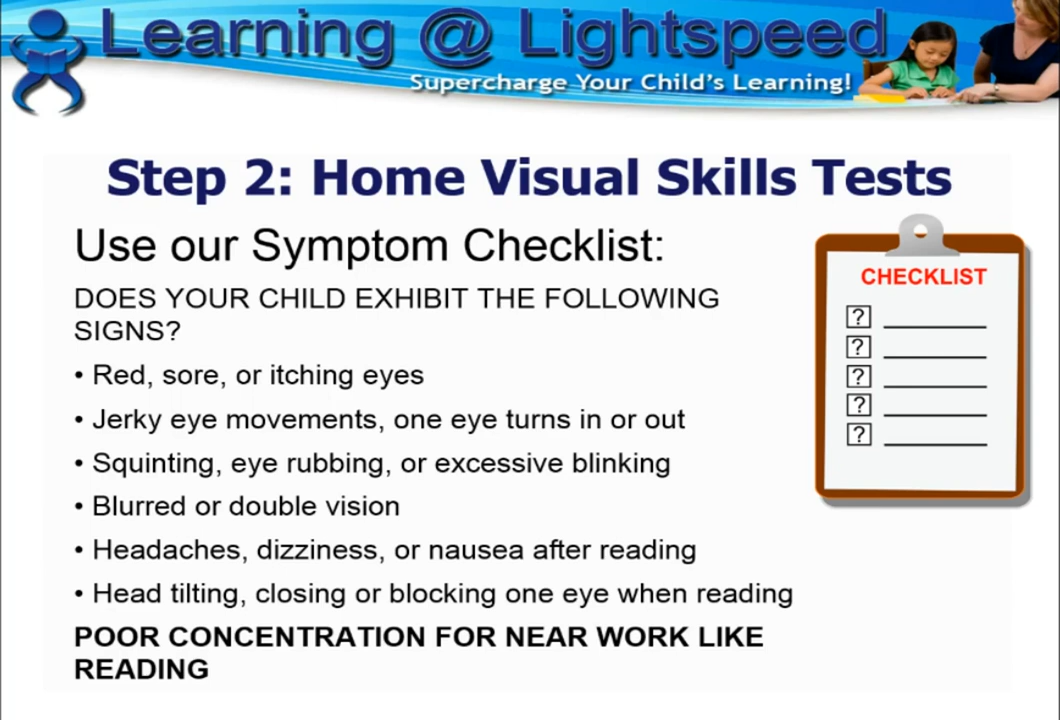 Learning @ Lightspeed
Supercharge Your Child's Learning!
Step 2: Home Visual Skills Tests
Use our Symptom Checklist:
DOES YOUR CHILD EXHIBIT THE FOLLOWING
SIGNS?
• Red, sore, or itching eyes
• Jerky eye movements, one eye turns in or out
• Squinting, eye rubbing, or excessive blinking
• Blurred or double vision
• Headaches, dizziness, or nausea after reading
• Head tilting, closing or blocking one eye when reading
POOR CONCENTRATION FOR NEAR WORK LIKE
READING
CHECKLIST
?
?
?
?
?